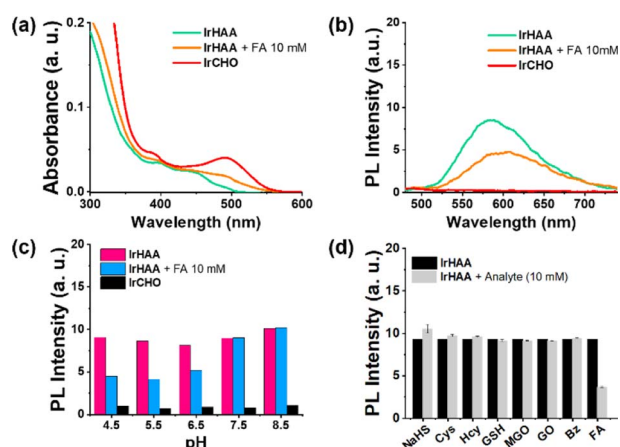 (a)
IrHAA
IrHAA + FA 10 mM
IrCHO
Absorbance (a. u.)
0.2
0.1
0.0
300 400 500 600
Wavelength (nm)
(b)
IrHAA
IrHAA + FA 10mM
IrCHO
PL Intensity (a.u.)
20
15
10
5
0
500 600 700
Wavelength (nm)
(c)
IrHAA
IrHAA + FA 10 mM
IrCHO
PL Intensity (a. u.)
20
15
10
5
0
4.5 5.5 6.5 7.5 8.5
pH
(d)
IrHAA
IrHAA + Analyte (10 mM)
PL Intensity (a. u.)
20
15
10
5
0
NaHS Cys Hcy GSH MGO GO Bz FA